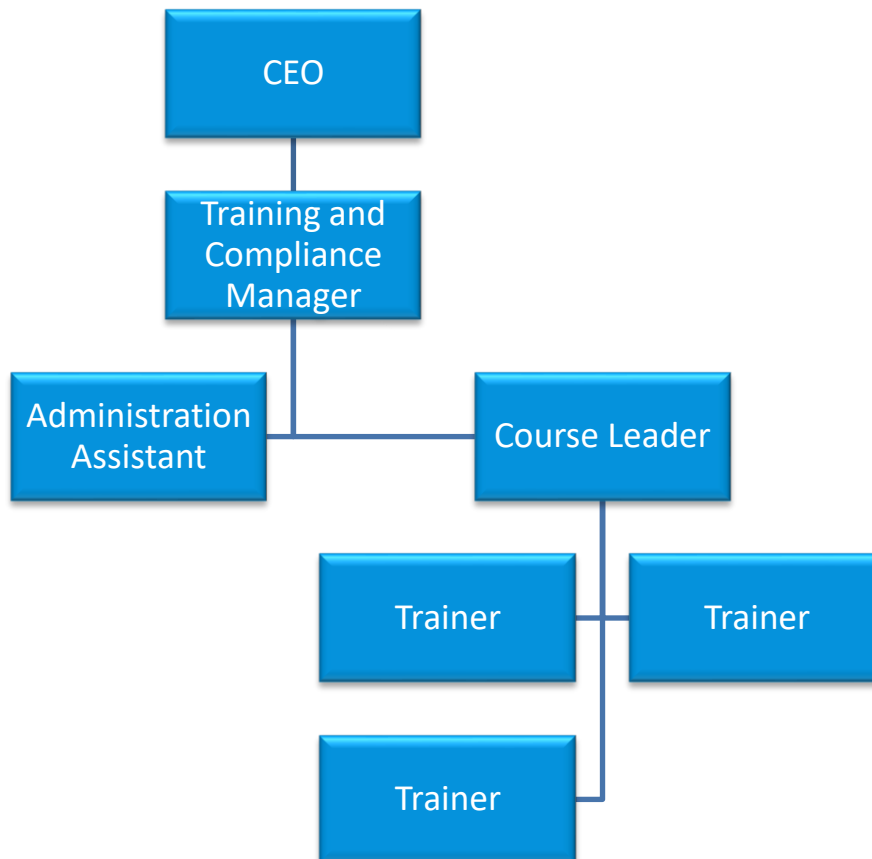 CEO
Training and
Compliance
Manager
Administration
Assistant
Course Leader
Trainer
Trainer
Trainer